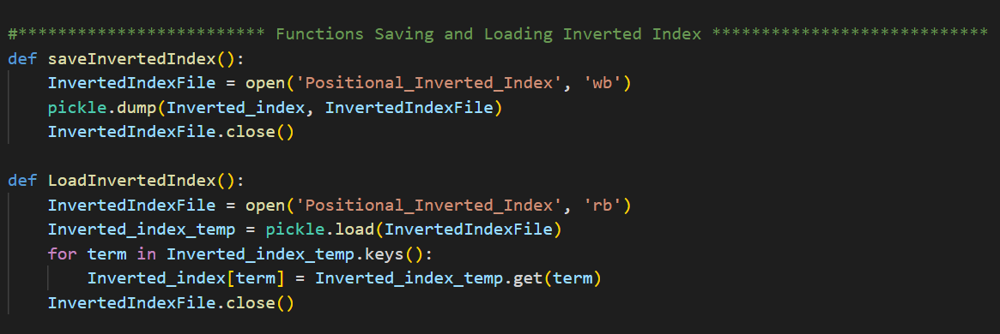 #************************* Functions Saving and Loading Inverted Index ****************************
def saveInvertedIndex():
    InvertedIndexFile = open('Positional_Inverted_Index', 'wb')
    pickle.dump(Inverted_index, InvertedIndexFile)
    InvertedIndexFile.close()
def LoadInvertedIndex():
    InvertedIndexFile = open('Positional_Inverted_Index', 'rb')
    Inverted_index_temp = pickle.load(InvertedIndexFile)
    for term in Inverted_index_temp.keys():
        Inverted_index[term] = Inverted_index_temp.get(term)
    InvertedIndexFile.close()